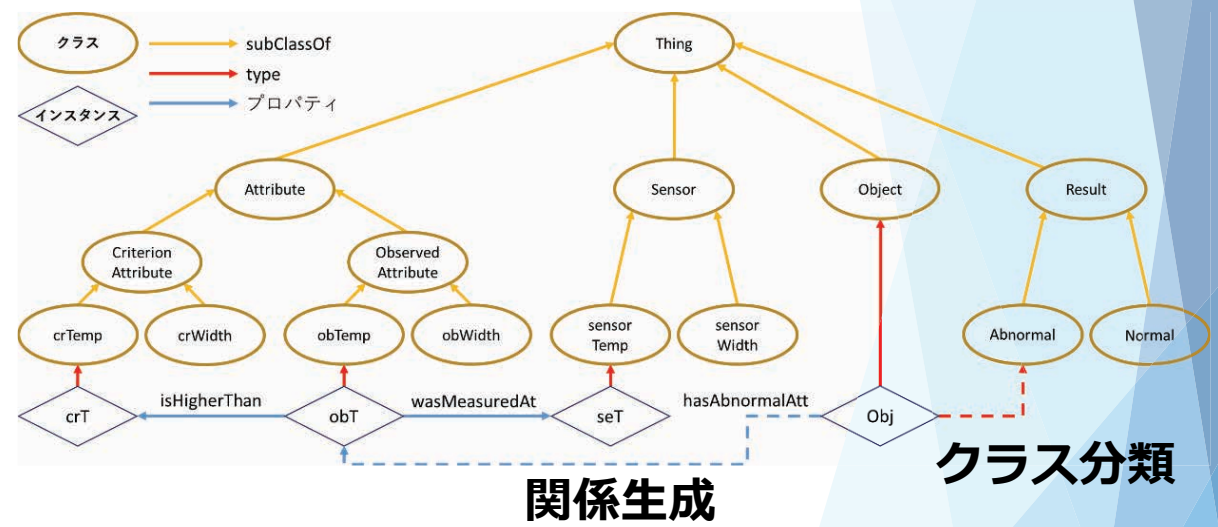 クラス
subClassOf
type
インスタンス
プロパティ
Thing
Attribute
Sensor
Object
Result
Criterion
Attribute
Observed
Attribute
crTemp
crWidth
obTemp
obWidth
sensor
Temp
sensor
Width
Abnormal
Normal
isHigherThan
wasMeasuredAt
hasAbnormalAtt
crT
obT
seT
Obj
クラス分類
関係生成